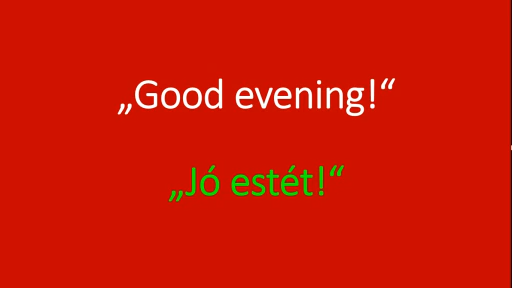 „Good evening!“
„Jó estét!“